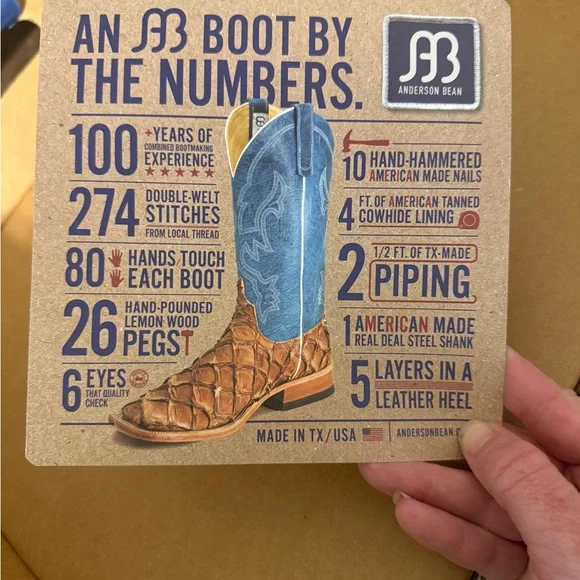 AN AB BOOT BY
THE NUMBERS.
AB
ANDERSON BEAN
100 +YEARS OF
COMBINED BOOTMAKING
EXPERIENCE
274 DOUBLE-WELT
STITCHES
FROM LOCAL THREAD
80 HANDS TOUCH
EACH BOOT
26 HAND-POUNDED
LEMON WOOD
PEGS
6 EYES
THAT QUALITY
CHECK
10 HAND-HAMMERED
AMERICAN MADE NAILS
4 FT. OF AMERICAN TANNED
COWHIDE LINING
2 1/2 FT. OF TX-MADE
PIPING
1 AMERICAN MADE
REAL DEAL STEEL SHANK
5 LAYERS IN A
LEATHER HEEL
MADE IN TX/USA
ANDERSONBEAN.C